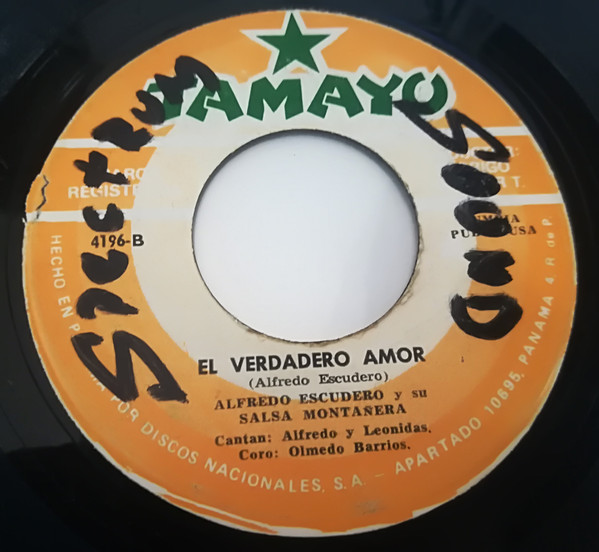 TAMAYO
SPECTRUM
SOUND
4196-B
EL VERDADERO AMOR
(Alfredo Escudero)
ALFREDO ESCUDERO y su
SALSA MONTAÑERA
Cantan: Alfredo y Leonidas.
Coro: Olmedo Barrios.
HECHO EN
POR DISCOS NACIONALES, S.A. - APARTADO 10695, PANAMA 4, R de P.